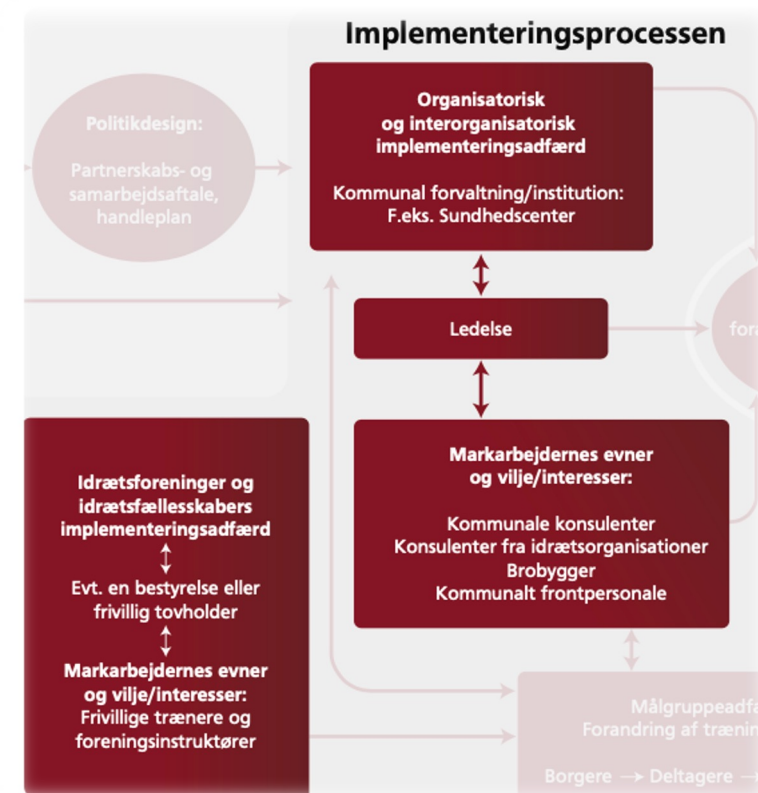 Implementeringsprocessen
Politikdesign:
Partnerskabs- og
samarbejdsaftale,
handleplan
Organisatorisk
og interorganisatorisk
implementeringsadfærd
Kommunal forvaltning/institution:
F.eks. Sundhedscenter
Ledelse
Markarbejdernes evner
og vilje/interesser:
Kommunale konsulenter
Konsulenter fra idrætsorganisationer
Brobygger
Kommunalt frontpersonale
Idrætsforeninger og
idrætsfællesskabers
implementeringsadfærd
Evt. en bestyrelse eller
frivillig tovholder
Markarbejdernes evner
og vilje/interesser:
Frivillige trænere og
foreningsinstruktører
Forandring af
Borgere → Deltagere →